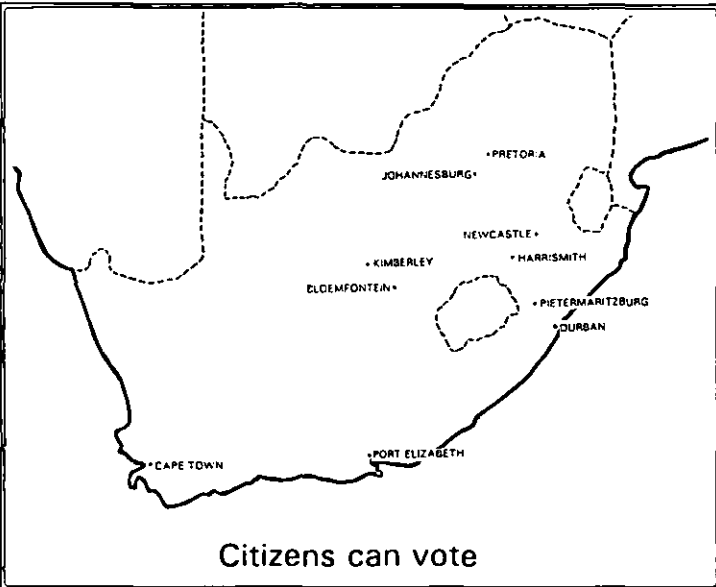 PRETORIA
JOHANNESBURG
NEWCASTLE
KIMBERLEY
HARRISMITH
BLOEMFONTEIN
PIETERMARITZBURG
DURBAN
PORT ELIZABETH
CAPE TOWN
Citizens can vote